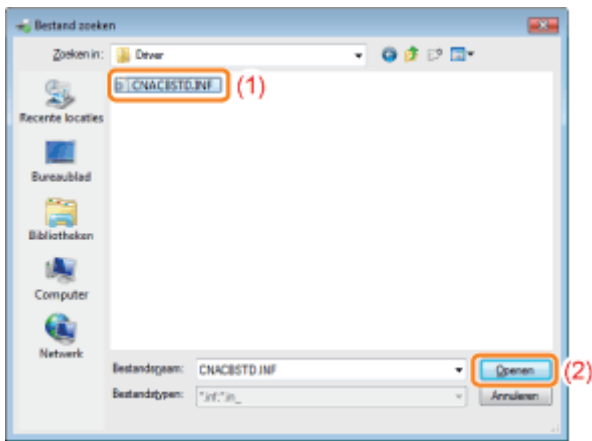 Bestand zoeken
Zoeken in: Driver
CNACBSTD.INF (1)
Recente locaties
Bureaublad
Bibliotheken
Computer
Netwerk
Bestandsnaam: CNACBSTD.INF Openen (2)
Bestandstypen: *.inf;*.in_ Annuleren